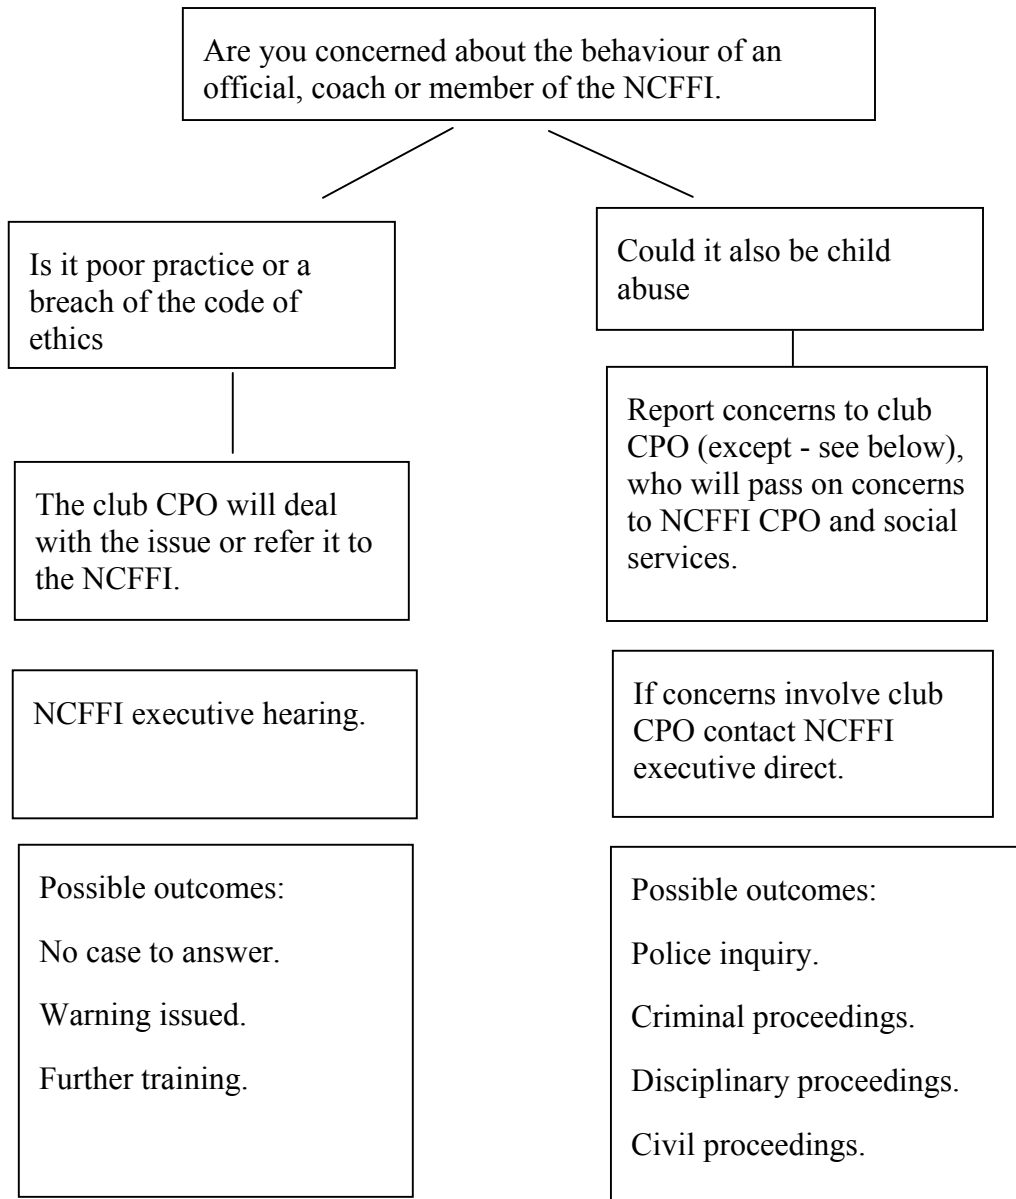 Are you concerned about the behaviour of an
official, coach or member of the NCFFI.
Is it poor practice or a
breach of the code of
ethics
The club CPO will deal
with the issue or refer it to
the NCFFI.
NCFFI executive hearing.
Possible outcomes:
No case to answer.
Warning issued.
Further training.
Could it also be child
abuse
Report concerns to club
CPO (except - see below),
who will pass on concerns
to NCFFI CPO and social
services.
If concerns involve club
CPO contact NCFFI
executive direct.
Possible outcomes:
Police inquiry.
Criminal proceedings.
Disciplinary proceedings.
Civil proceedings.